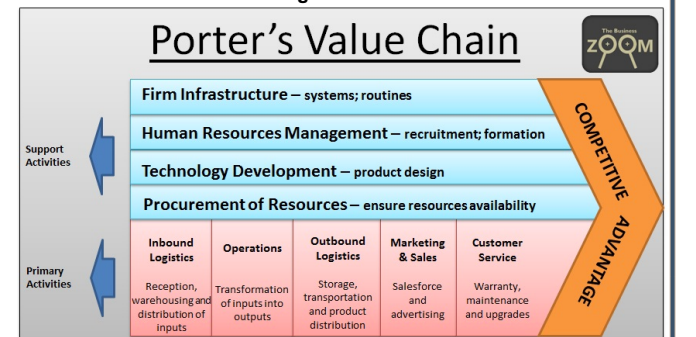 Porter's Value Chain
The Business
ZOOM
Firm Infrastructure – systems; routines
Human Resources Management – recruitment; formation
Technology Development – product design
Procurement of Resources – ensure resources availability
Support
Activities
Primary
Activities
Inbound
Logistics
Reception,
warehousing and
distribution of
inputs
Operations
Transformation
of inputs into
outputs
Outbound
Logistics
Storage,
transportation
and product
distribution
Marketing
& Sales
Salesforce
and
advertising
Customer
Service
Warranty,
maintenance
and upgrades
COMPETITIVE
ADVANTAGE